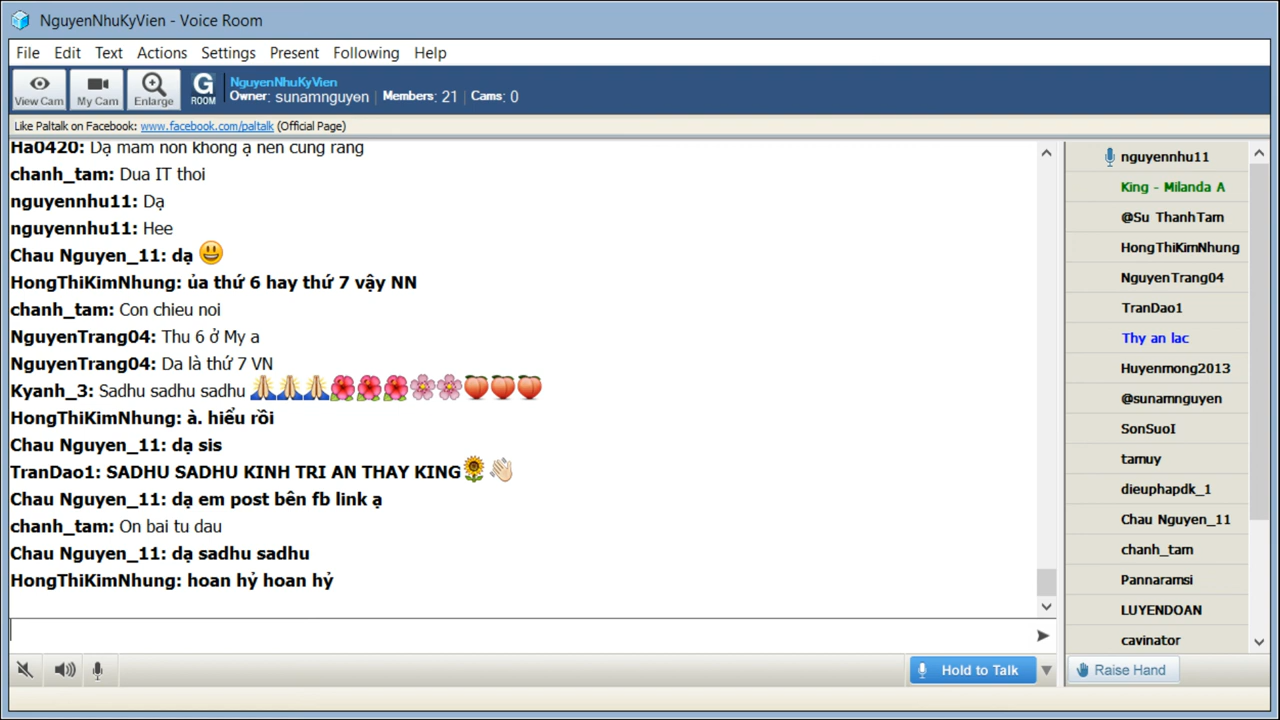 NguyenNhuKyVien - Voice Room
File Edit Text Actions Settings Present Following Help
View Cam My Cam Enlarge G ROOM
NguyenNhuKyVien
Owner: sunamnguyen | Members: 21 | Cams: 0
Like Paltalk on Facebook: www.facebook.com/paltalk (Official Page)
Ha0420: Dạ mầm non không ạ nên cung rang
chanh_tam: Dua IT thoi
nguyennhu11: Dạ
nguyennhu11: Hee
Chau Nguyen_11: dạ 😃
HongThiKimNhung: ủa thứ 6 hay thứ 7 vậy NN
chanh_tam: Con chieu noi
NguyenTrang04: Thu 6 ở My a
NguyenTrang04: Da là thứ 7 VN
Kyanh_3: Sadhu sadhu sadhu 🙏🙏🙏🌺🌺🌺🌸🌸🍑🍑🍑
HongThiKimNhung: à. hiểu rồi
Chau Nguyen_11: dạ sis
TranDao1: SADHU SADHU KINH TRI AN THAY KING🌻👋🏻
Chau Nguyen_11: dạ em post bên fb link ạ
chanh_tam: On bai tu dau
Chau Nguyen_11: dạ sadhu sadhu
HongThiKimNhung: hoan hỷ hoan hỷ
nguyennhu11
King - Milanda A
@Su ThanhTam
HongThiKimNhung
NguyenTrang04
TranDao1
Thy an lac
Huyenmong2013
@sunamnguyen
SonSuoI
tamuy
dieuphapdk_1
Chau Nguyen_11
chanh_tam
Pannaramsi
LUYENDOAN
cavinator
Hold to Talk
Raise Hand